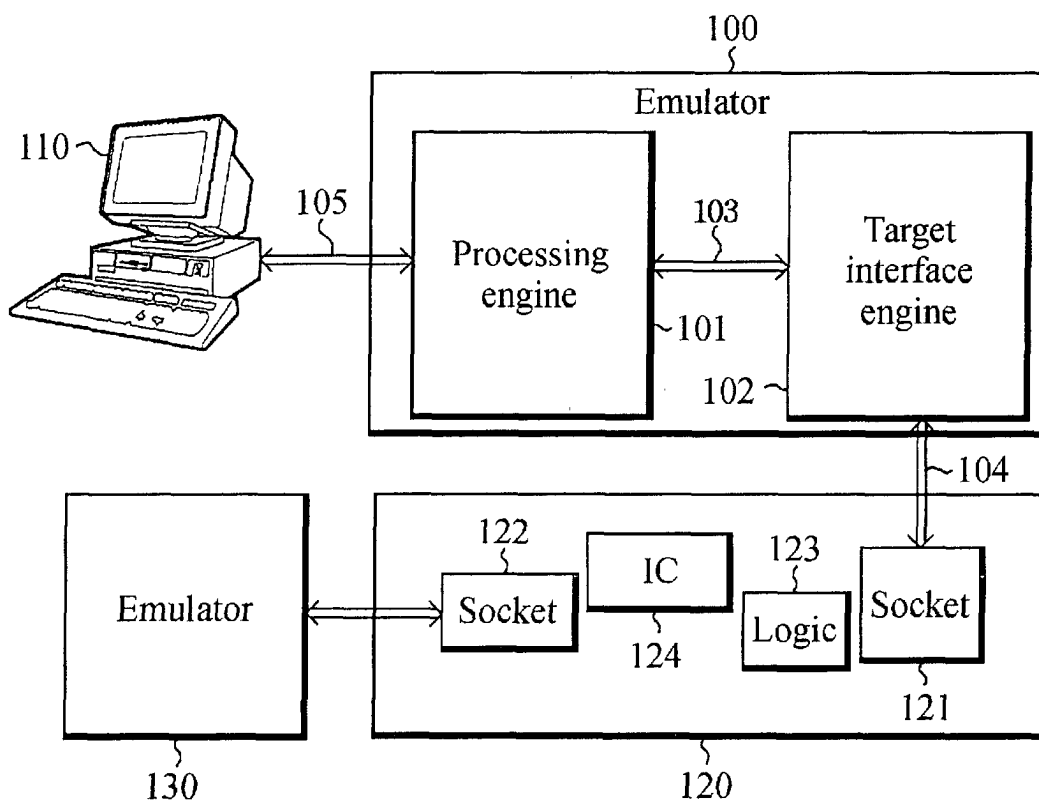 100
Emulator
110
105
Processing
engine
103
Target
interface
engine
101
102
104
122
Socket
IC
124
123
Logic
Socket
121
Emulator
130
120